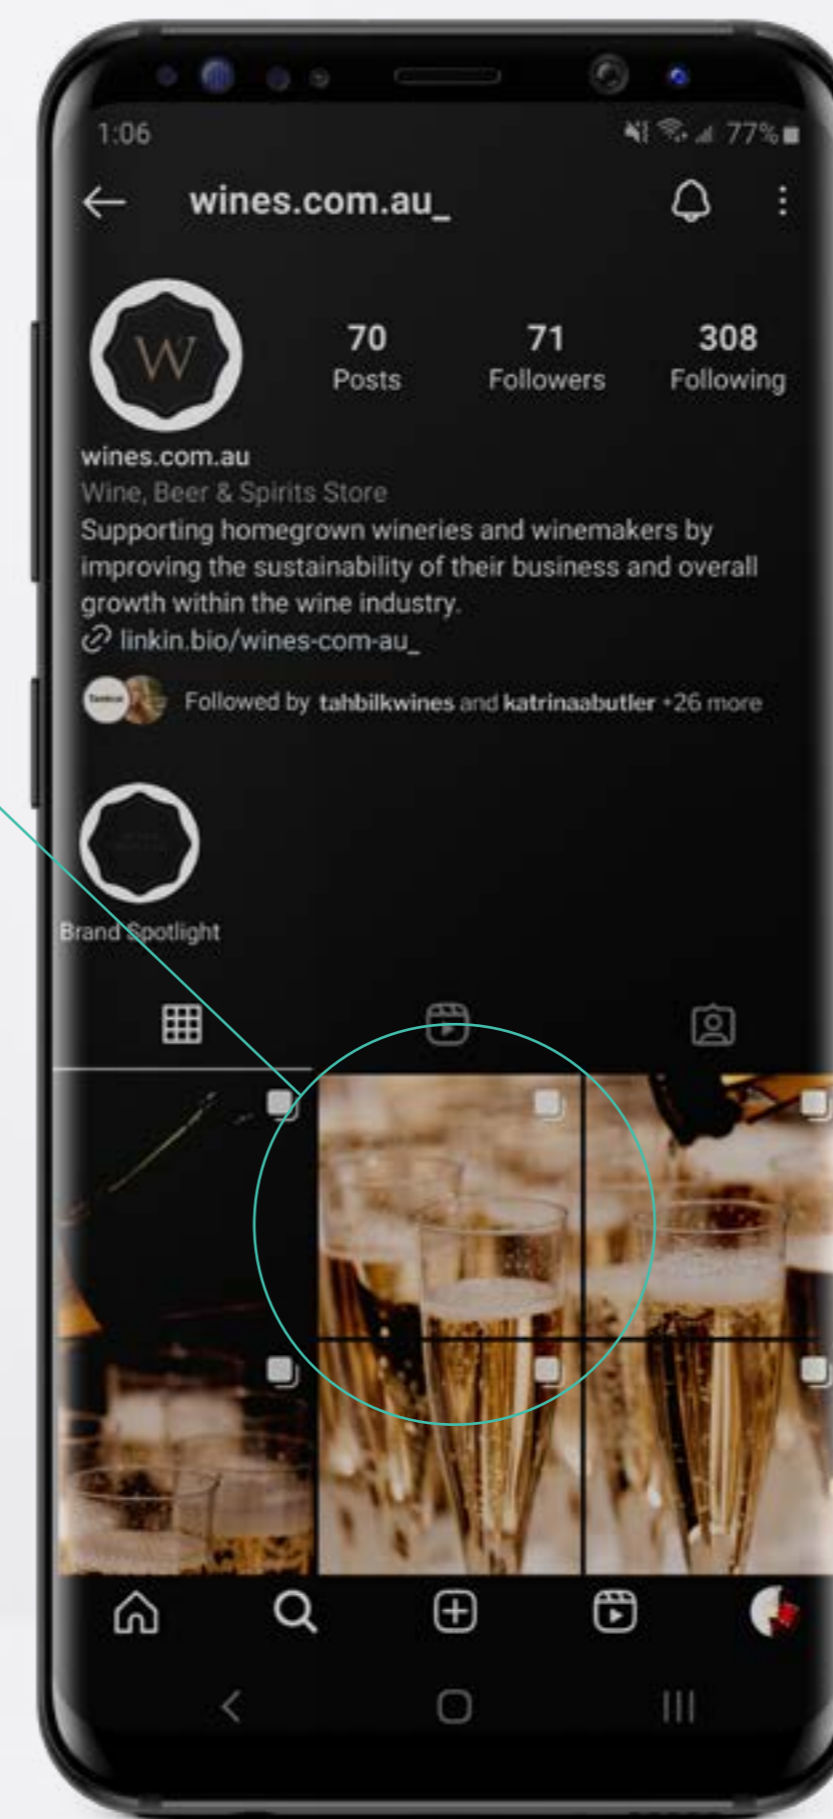 1:06
77%
wines.com.au_
W
70
71
308
Posts
Followers
Following
wines.com.au
Wine, Beer & Spirits Store
Supporting homegrown wineries and winemakers by
improving the sustainability of their business and overall
growth within the wine industry.
linkin.bio/wines-com-au_
Followed by tahbilkwines and katrinaabutler +26 more
Brand Spotlight